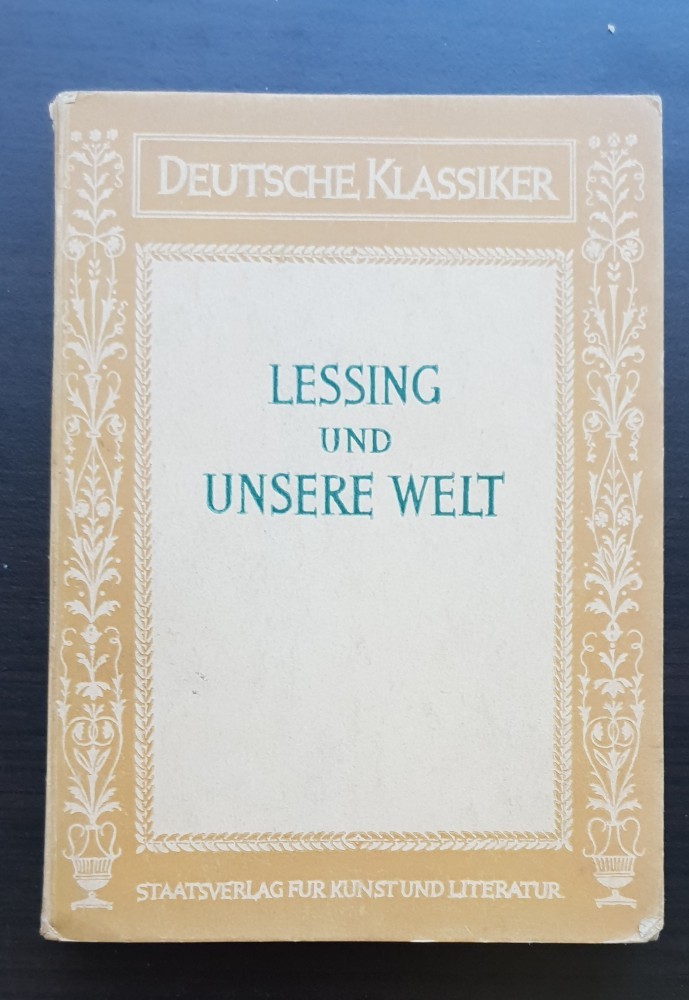 DEUTSCHE KLASSIKER
LESSING
UND
UNSERE WELT
STAATSVERLAG FUR KUNST UND LITERATUR